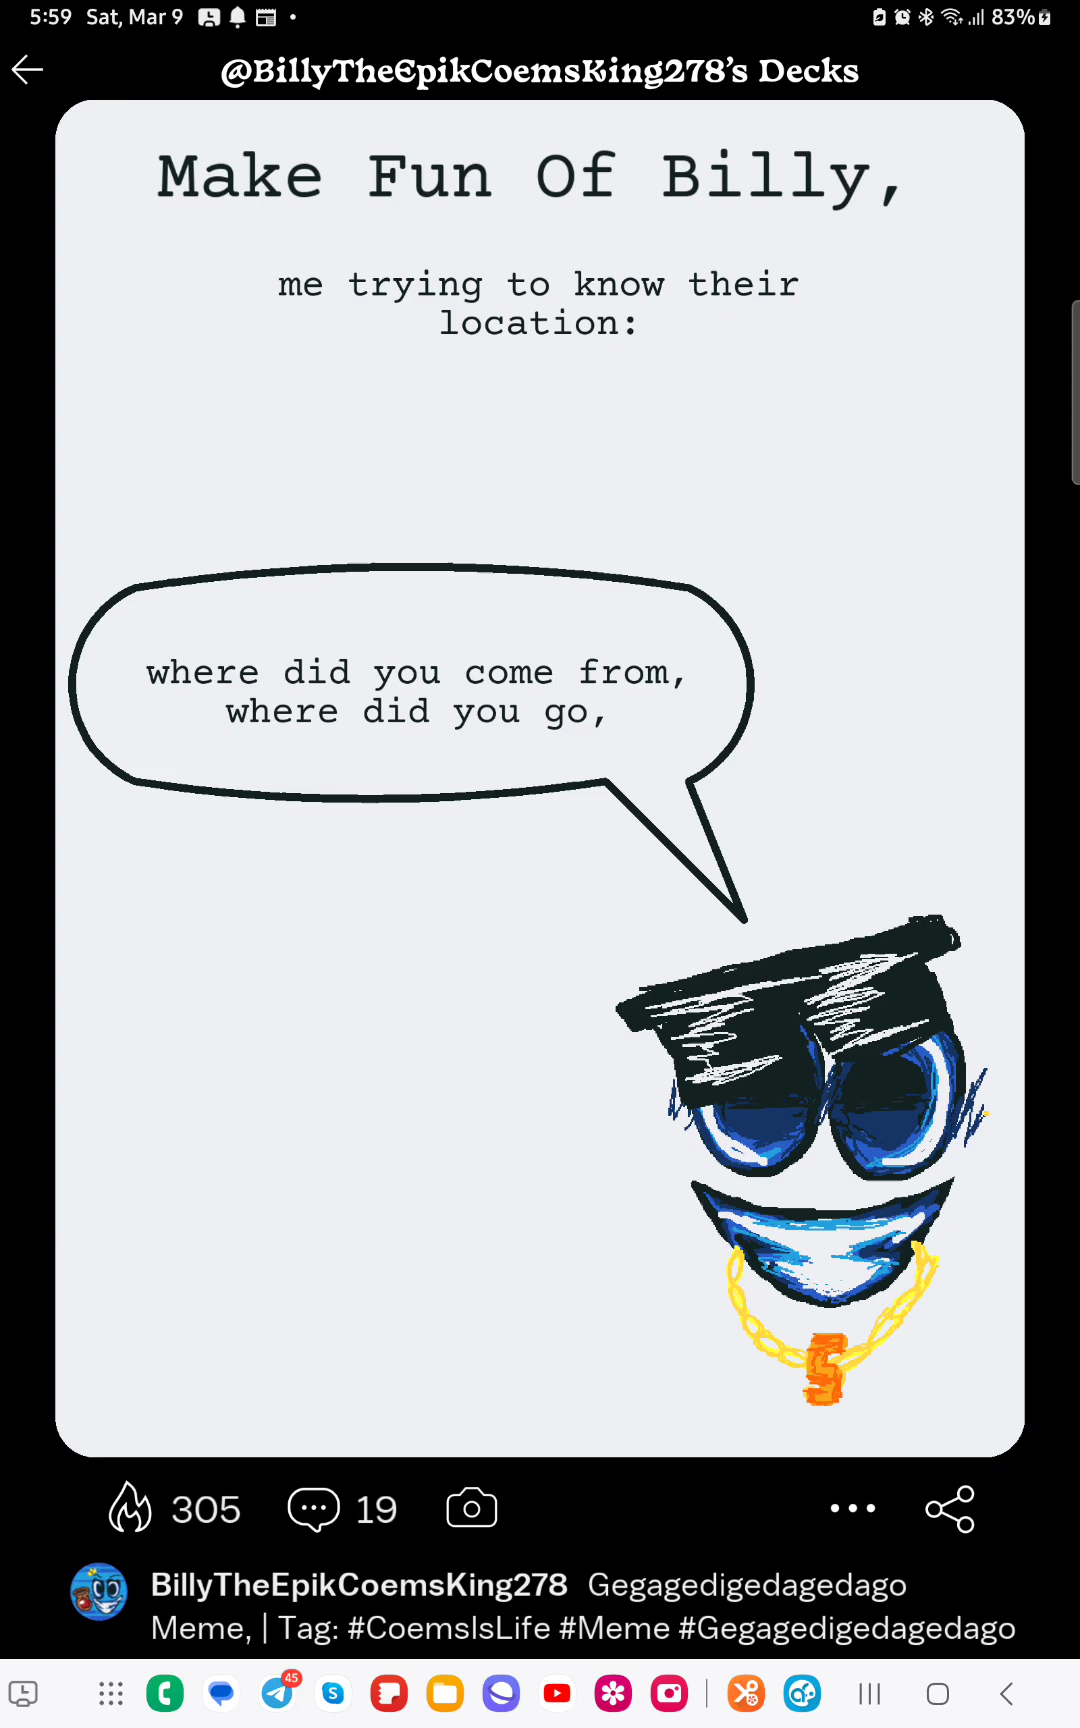 5:59 Sat, Mar 9 83%
@BillyTheEpikCoemsKing278's Decks
Make Fun Of Billy,
me trying to know their
location:
where did you come from,
where did you go,
S
305 19
BillyTheEpikCoemsKing278 Gegagedigedagedago
Meme, | Tag: #CoemsIsLife #Meme #Gegagedigedagedago
45